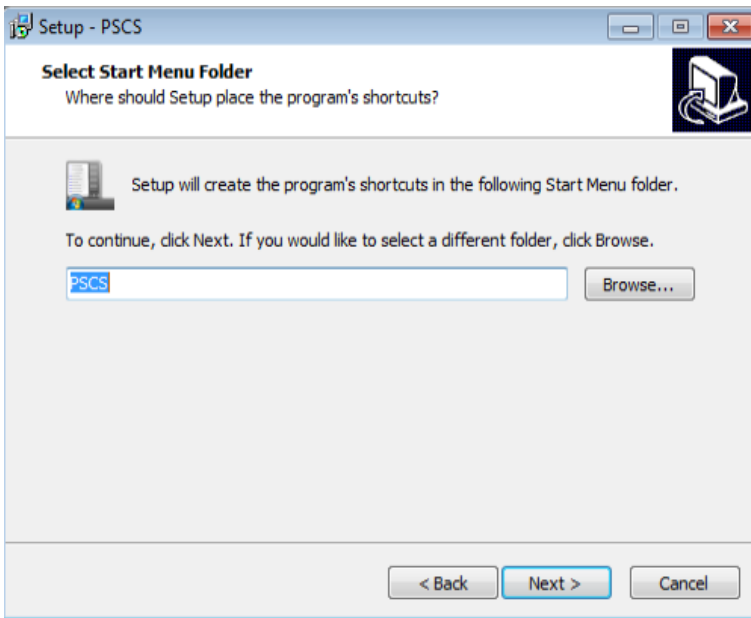 Setup - PSCS
Select Start Menu Folder
Where should Setup place the program's shortcuts?
Setup will create the program's shortcuts in the following Start Menu folder.
To continue, click Next. If you would like to select a different folder, click Browse.
PSCS
Browse...
< Back
Next >
Cancel